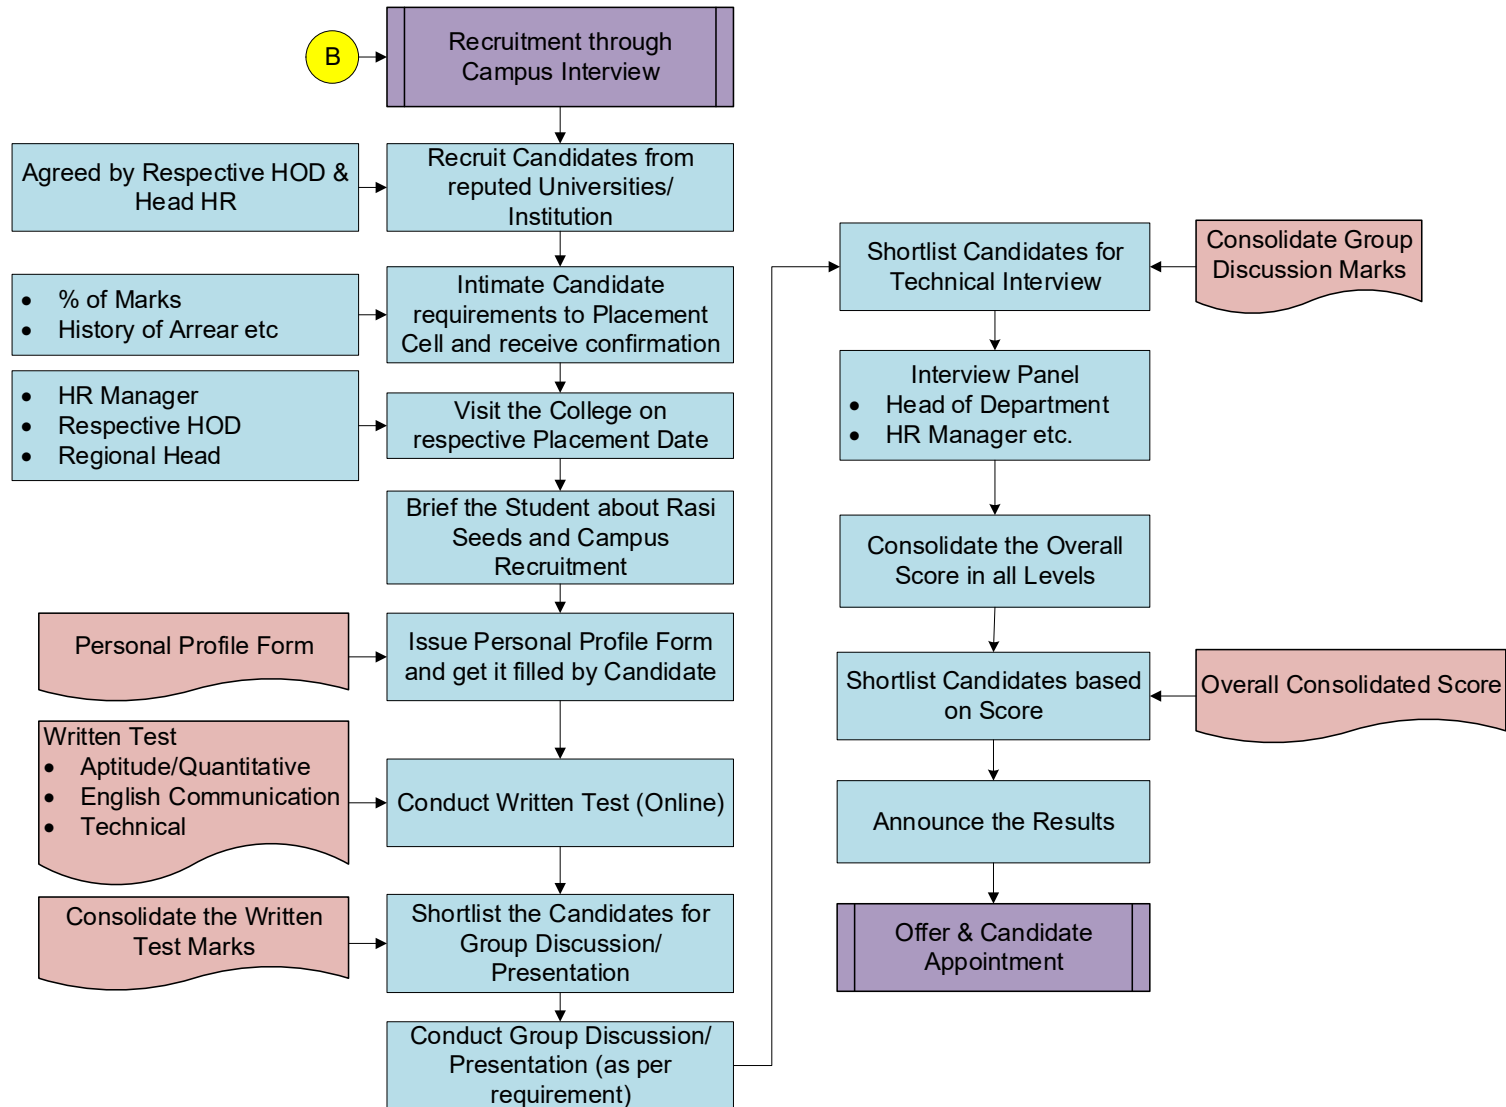 B
Recruitment through
Campus Interview
Agreed by Respective HOD &
Head HR
Recruit Candidates from
reputed Universities/
Institution
• % of Marks
• History of Arrear etc
Intimate Candidate
requirements to Placement
Cell and receive confirmation
• HR Manager
• Respective HOD
• Regional Head
Visit the College on
respective Placement Date
Brief the Student about Rasi
Seeds and Campus
Recruitment
Personal Profile Form
Issue Personal Profile Form
and get it filled by Candidate
Written Test
• Aptitude/Quantitative
• English Communication
• Technical
Conduct Written Test (Online)
Consolidate the Written
Test Marks
Shortlist the Candidates for
Group Discussion/
Presentation
Conduct Group Discussion/
Presentation (as per
requirement)
Shortlist Candidates for
Technical Interview
Consolidate Group
Discussion Marks
Interview Panel
• Head of Department
• HR Manager etc.
Consolidate the Overall
Score in all Levels
Shortlist Candidates based
on Score
Overall Consolidated Score
Announce the Results
Offer & Candidate
Appointment